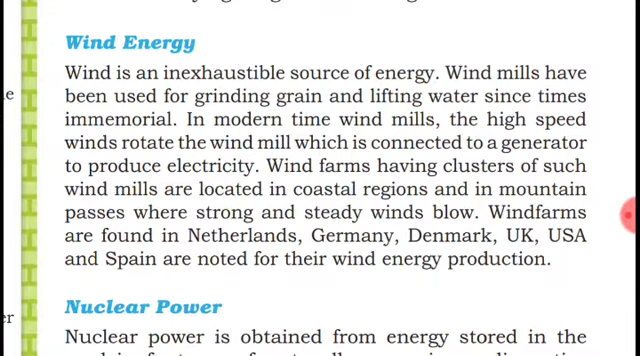 Wind Energy
Wind is an inexhaustible source of energy. Wind mills have
been used for grinding grain and lifting water since times
immemorial. In modern time wind mills, the high speed
winds rotate the wind mill which is connected to a generator
to produce electricity. Wind farms having clusters of such
wind mills are located in coastal regions and in mountain
passes where strong and steady winds blow. Windfarms
are found in Netherlands, Germany, Denmark, UK, USA
and Spain are noted for their wind energy production.
Nuclear Power
Nuclear power is obtained from energy stored in the